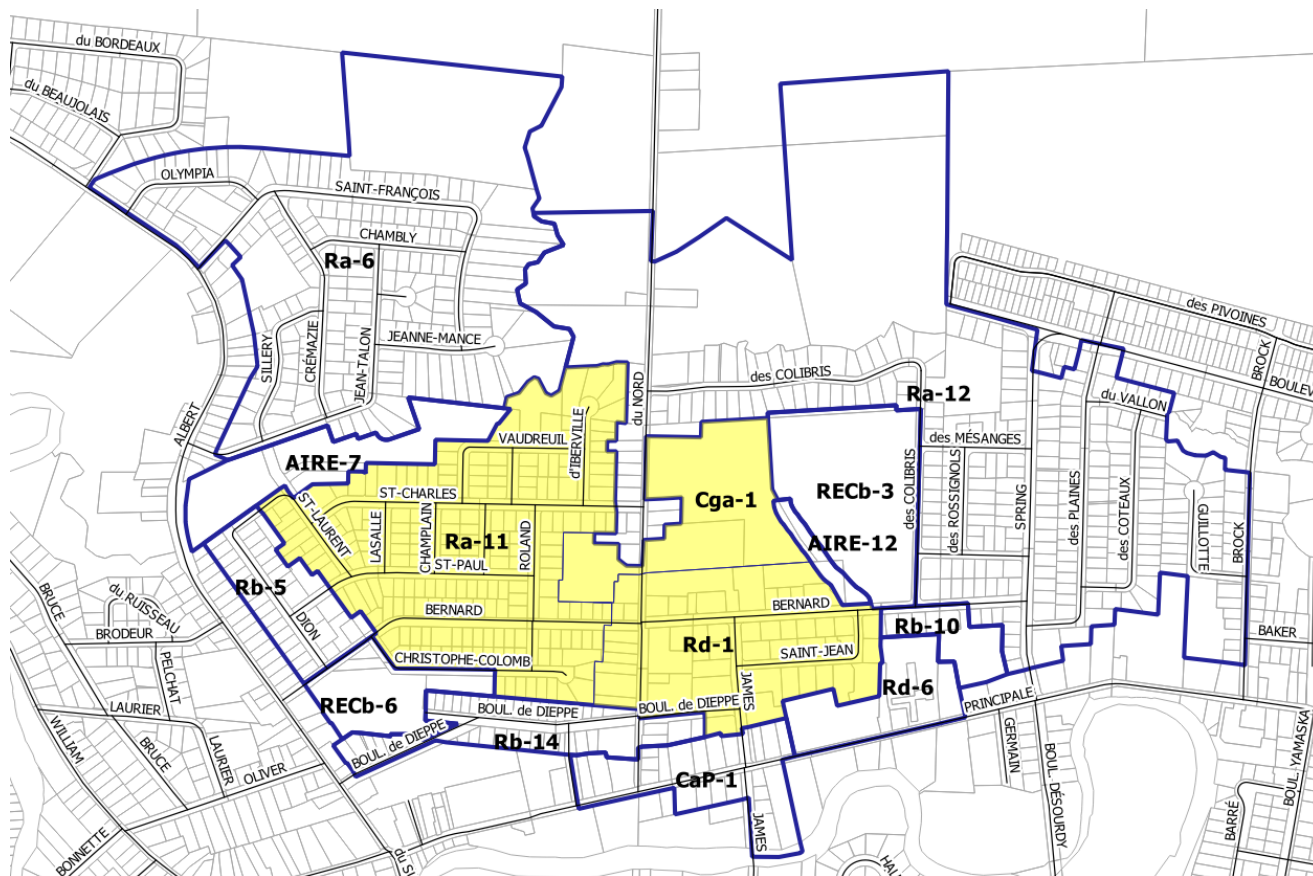 du BORDEAUX
du BEAUJOLAIS
OLYMPIA
SAINT-FRANÇOIS
CHAMBLY
Ra-6
des PIVOINES
SILLERY
CRÉMAZIE
JEAN-TALON
JEANNE-MANCE
du NORD
des COLIBRIS
BROCK
BOULEV
Ra-12
du VALLON
ALBERT
VAUDREUIL
d'IBERVILLE
des MÉSANGES
AIRE-7
ST-CHARLES
Cga-1
RECb-3
des COLIBRIS
des ROSSIGNOLS
SPRING
des PLAINES
des COTEAUX
GUILLOTTE
BROCK
ST-LAURENT
LASALLE
CHAMPLAIN
Ra-11
ROLAND
AIRE-12
ST-PAUL
Rb-5
BRUCE
du RUISSEAU
BRODEUR
DION
BERNARD
BERNARD
Rb-10
BAKER
Rd-1
SAINT-JEAN
PELCHAT
CHRISTOPHE-COLOMB
JAMES
Rd-6
PRINCIPALE
LAURIER
RECb-6
BOUL. de DIEPPE
BOUL. de DIEPPE
WILLIAM
BRUCE
LAURIER
BOUL. de DIEPPE
Rb-14
GERMAIN
BOUL. DÉSOURDY
BOUL. YAMASKA
OLIVER
CaP-1
BONNETTE
JAMES
BARRÉ